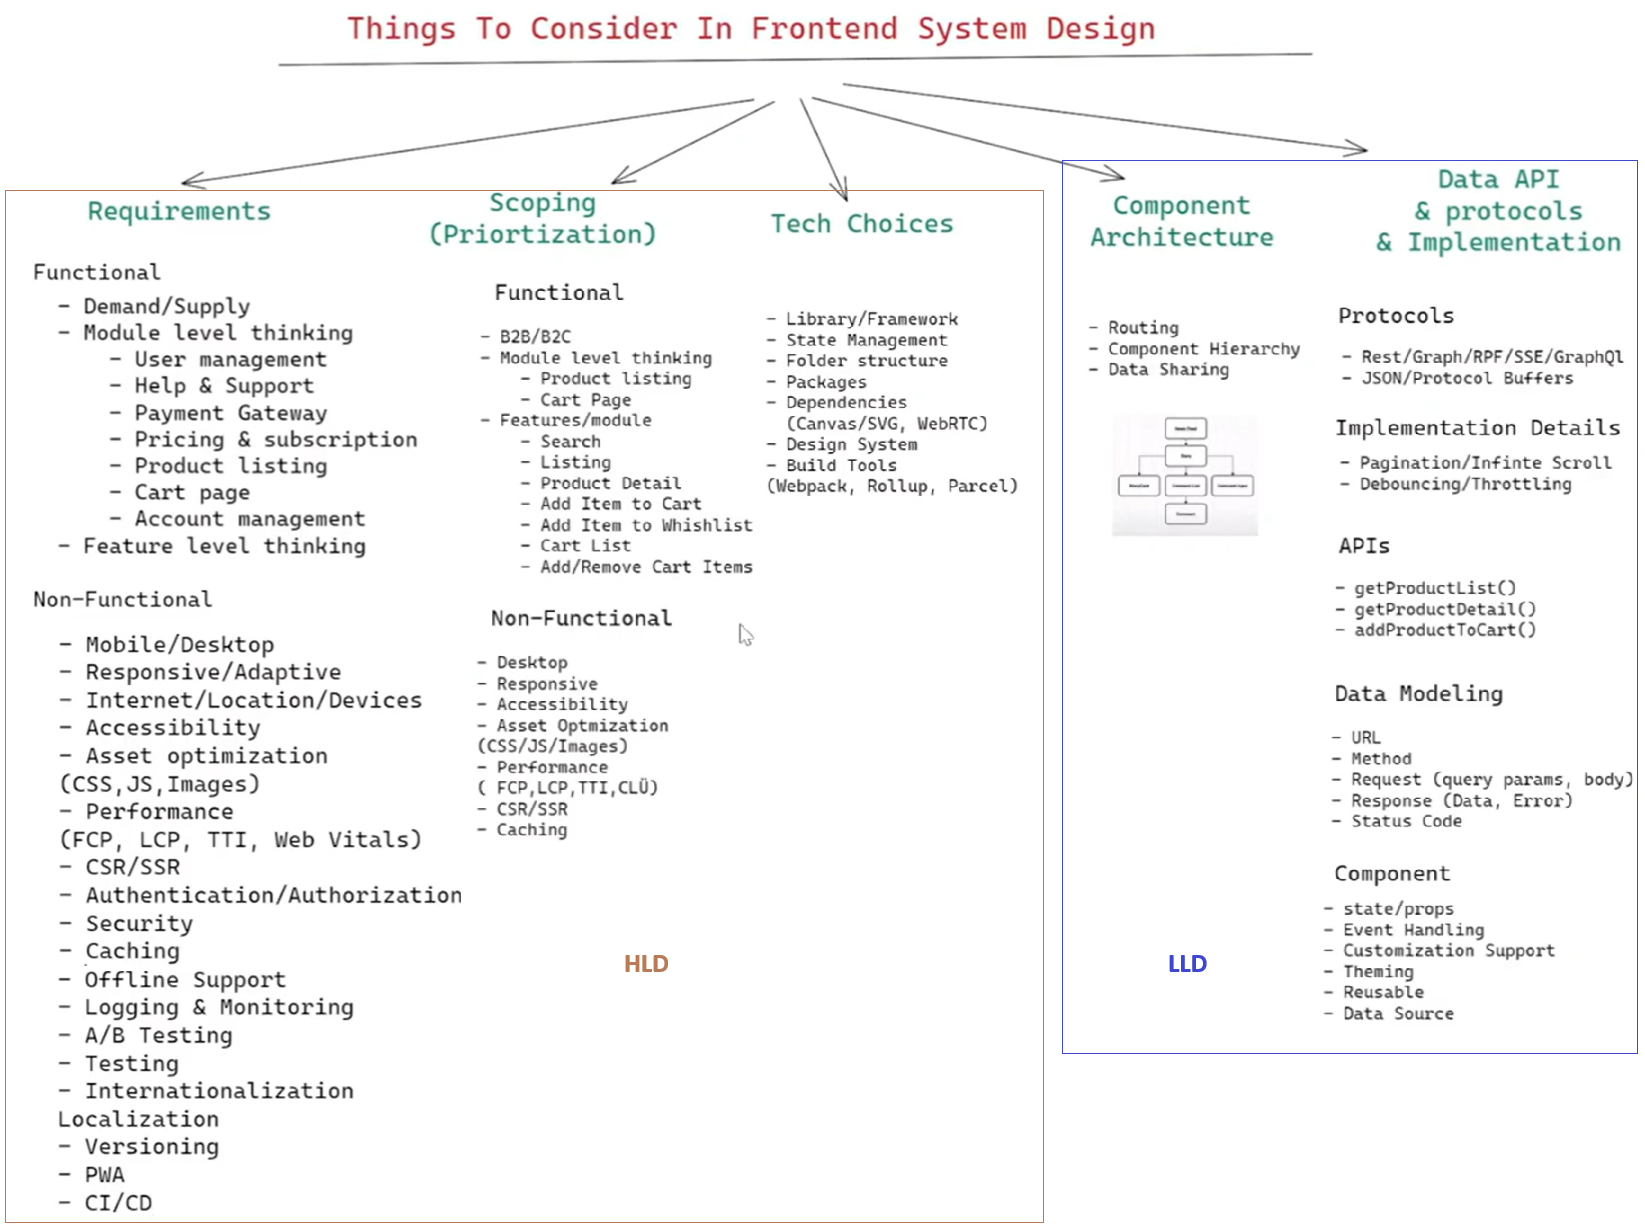 Things To Consider In Frontend System Design
Requirements
Functional
- Demand/Supply
- Module level thinking
- User management
- Help & Support
- Payment Gateway
- Pricing & subscription
- Product listing
- Cart page
- Account management
- Feature level thinking
Non-Functional
- Mobile/Desktop
- Responsive/Adaptive
- Internet/Location/Devices
- Accessibility
- Asset optimization
(CSS,JS,Images)
- Performance
(FCP, LCP, TTI, Web Vitals)
- CSR/SSR
- Authentication/Authorization
- Security
- Caching
- Offline Support
- Logging & Monitoring
- A/B Testing
- Testing
- Internationalization
Localization
- Versioning
- PWA
- CI/CD
Scoping
(Priortization)
Functional
- B2B/B2C
- Module level thinking
- Product listing
- Cart Page
- Features/module
- Search
- Listing
- Product Detail
- Add Item to Cart
- Add Item to Whishlist
- Cart List
- Add/Remove Cart Items
Non-Functional
- Desktop
- Responsive
- Accessibility
- Asset Optmization
(CSS/JS/Images)
- Performance
( FCP,LCP,TTI,CLÜ)
- CSR/SSR
- Caching
Tech Choices
- Library/Framework
- State Management
- Folder structure
- Packages
- Dependencies
(Canvas/SVG, WebRTC)
- Design System
- Build Tools
(Webpack, Rollup, Parcel)
HLD
Component
Architecture
- Routing
- Component Hierarchy
- Data Sharing
News Feed
LLD
Data API
& protocols
& Implementation
Protocols
- Rest/Graph/RPF/SSE/GraphQl
- JSON/Protocol Buffers
Implementation Details
- Pagination/Infinte Scroll
- Debouncing/Throttling
APIs
- getProductList()
- getProductDetail()
- addProductToCart()
Data Modeling
- URL
- Method
- Request (query params, body)
- Response (Data, Error)
- Status Code
Component
- state/props
- Event Handling
- Customization Support
- Theming
- Reusable
- Data Source